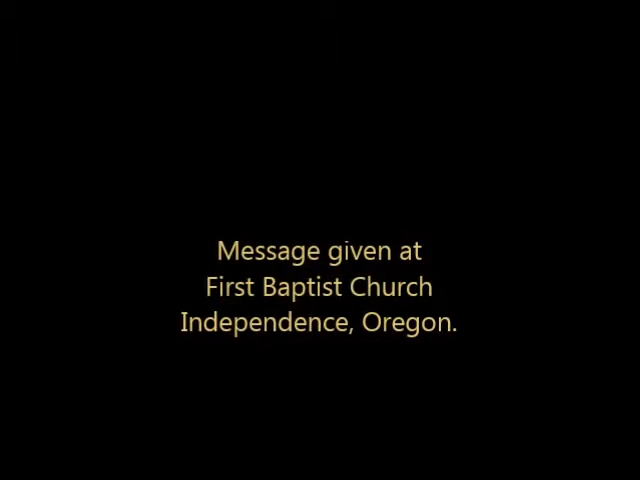 Message given at
First Baptist Church
Independence, Oregon.